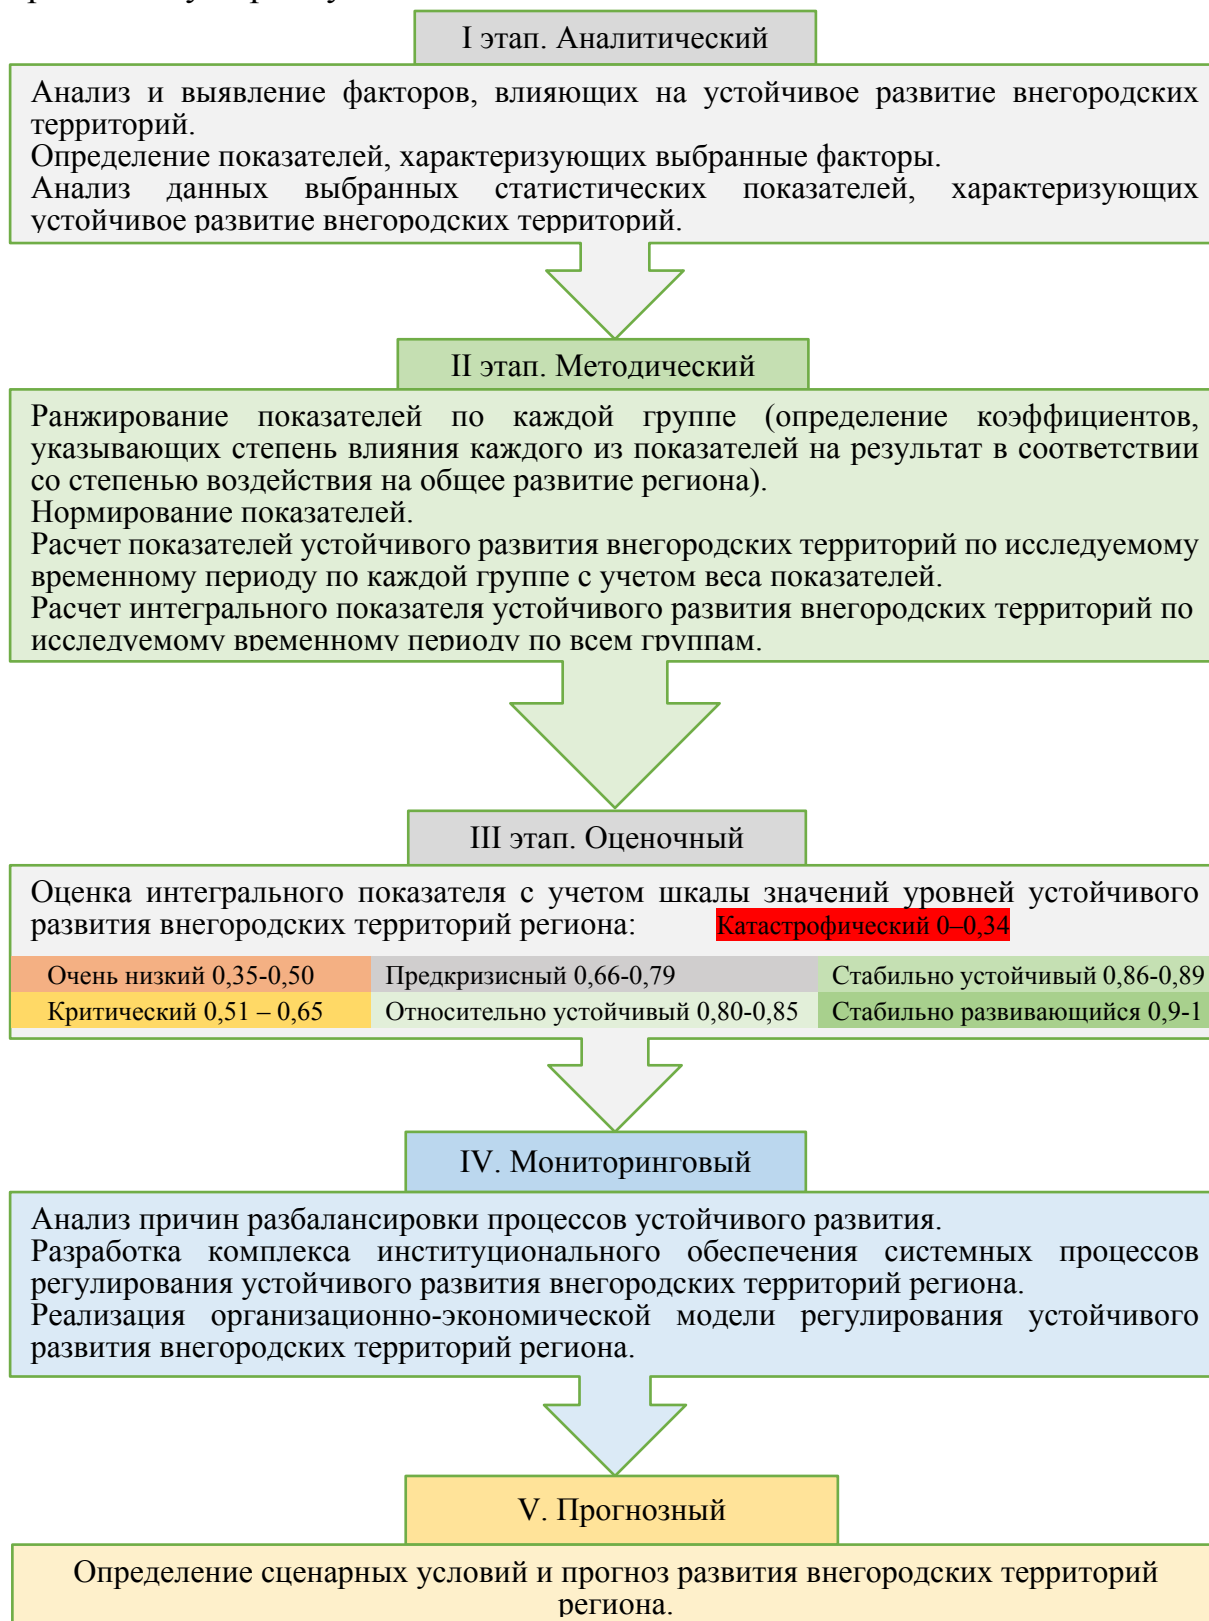 I этап. Аналитический
Анализ и выявление факторов, влияющих на устойчивое развитие внегородских
территорий.
Определение показателей, характеризующих выбранные факторы.
Анализ данных выбранных статистических показателей, характеризующих
устойчивое развитие внегородских территорий.
II этап. Методический
Ранжирование показателей по каждой группе (определение коэффициентов,
указывающих степень влияния каждого из показателей на результат в соответствии
со степенью воздействия на общее развитие региона).
Нормирование показателей.
Расчет показателей устойчивого развития внегородских территорий по исследуемому
временному периоду по каждой группе с учетом веса показателей.
Расчет интегрального показателя устойчивого развития внегородских территорий по
исследуемому временному периоду по всем группам.
III этап. Оценочный
Оценка интегрального показателя с учетом шкалы значений уровней устойчивого
развития внегородских территорий региона: Катастрофический 0–0,34
Очень низкий 0,35-0,50 Предкризисный 0,66-0,79 Стабильно устойчивый 0,86-0,89
Критический 0,51 – 0,65 Относительно устойчивый 0,80-0,85 Стабильно развивающийся 0,9-1
IV. Мониторинговый
Анализ причин разбалансировки процессов устойчивого развития.
Разработка комплекса институционального обеспечения системных процессов
регулирования устойчивого развития внегородских территорий региона.
Реализация организационно-экономической модели регулирования устойчивого
развития внегородских территорий региона.
V. Прогнозный
Определение сценарных условий и прогноз развития внегородских территорий
региона.